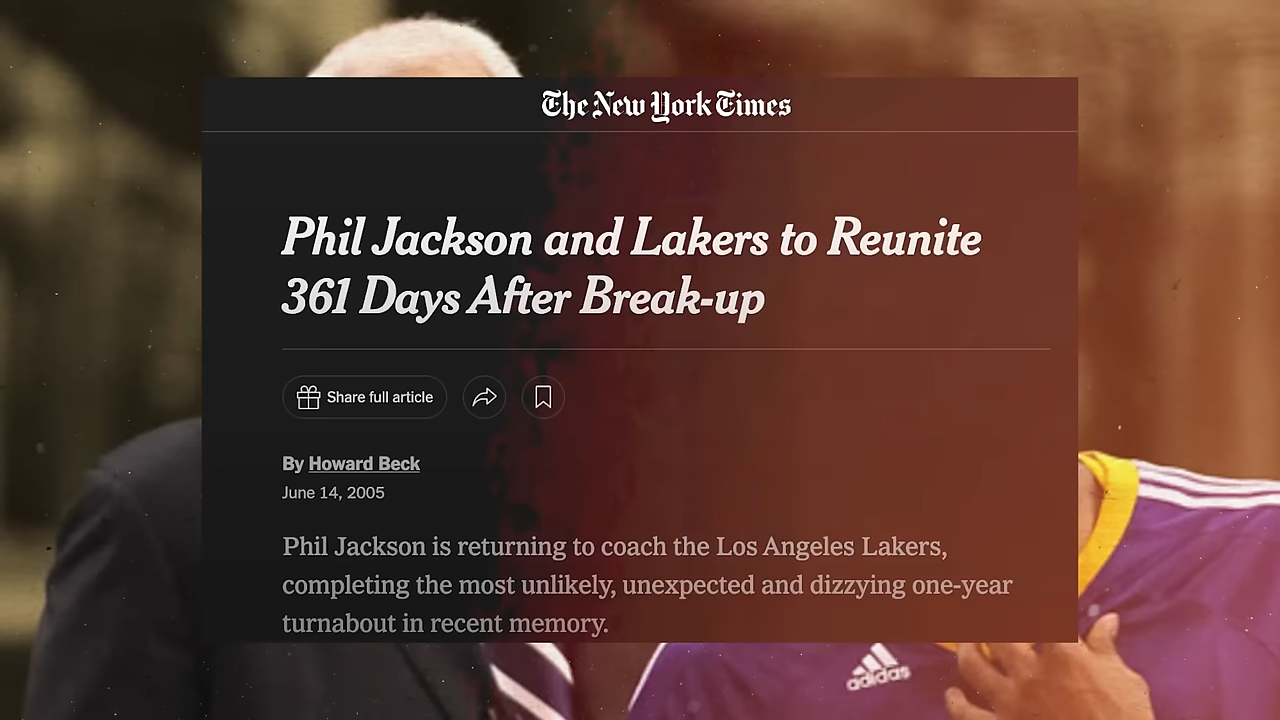 The New York Times
Phil Jackson and Lakers to Reunite
361 Days After Break-up
Share full article
By Howard Beck
June 14, 2005
Phil Jackson is returning to coach the Los Angeles Lakers,
completing the most unlikely, unexpected and dizzying one-year
turnabout in recent memory.
adidas